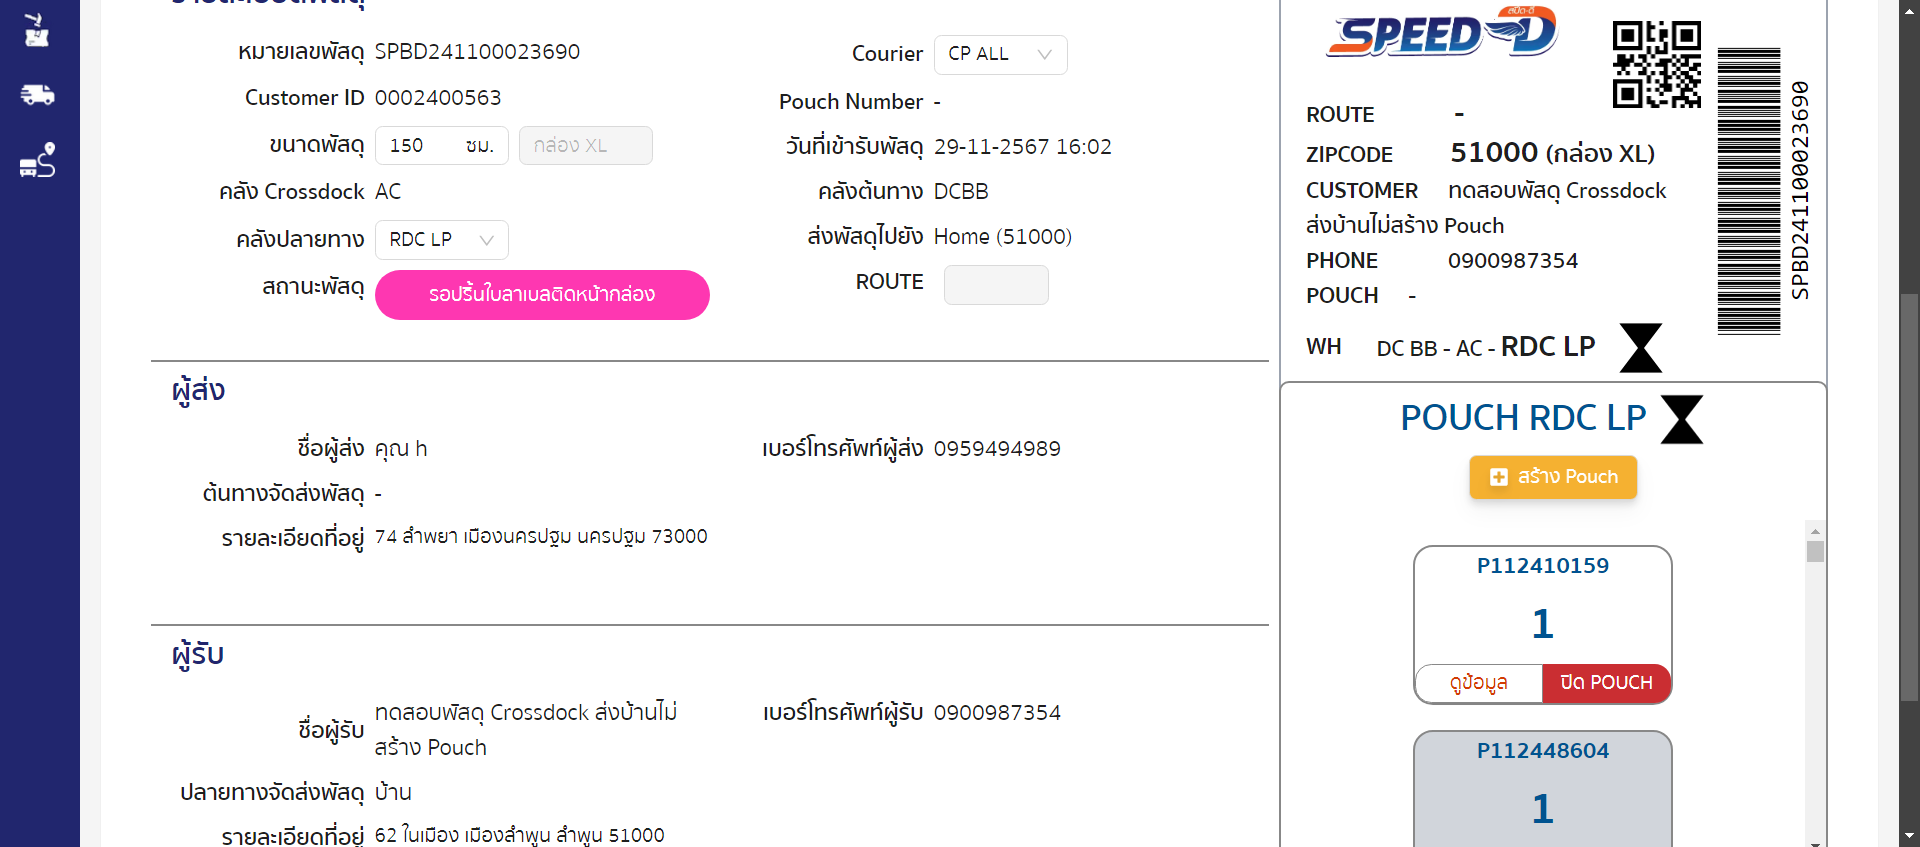 รายละเอียดพัสดุ
หมายเลขพัสดุ SPBD241100023690
Courier CP ALL
Customer ID 0002400563
Pouch Number -
ขนาดพัสดุ 150 ซม. กล่อง XL
วันที่เข้ารับพัสดุ 29-11-2567 16:02
คลัง Crossdock AC
คลังต้นทาง DCBB
คลังปลายทาง RDC LP
ส่งพัสดุไปยัง Home (51000)
สถานะพัสดุ รอปริ้นใบลาเบลติดหน้ากล่อง
ROUTE
ผู้ส่ง
ชื่อผู้ส่ง คุณ h
เบอร์โทรศัพท์ผู้ส่ง 0959494989
ต้นทางจัดส่งพัสดุ -
รายละเอียดที่อยู่ 74 ลำพยา เมืองนครปฐม นครปฐม 73000
ผู้รับ
ชื่อผู้รับ ทดสอบพัสดุ Crossdock ส่งบ้านไม่
สร้าง Pouch
เบอร์โทรศัพท์ผู้รับ 0900987354
ปลายทางจัดส่งพัสดุ บ้าน
รายละเอียดที่อยู่ 62 ในเมือง เมืองลำพูน ลำพูน 51000
สปีด-ดี
SPEED D
ROUTE -
ZIPCODE 51000 (กล่อง XL)
CUSTOMER ทดสอบพัสดุ Crossdock
ส่งบ้านไม่สร้าง Pouch
PHONE 0900987354
POUCH -
WH DC BB - AC - RDC LP
SPBD241100023690
POUCH RDC LP
สร้าง Pouch
P112410159
1
ดูข้อมูล ปิด POUCH
P112448604
1